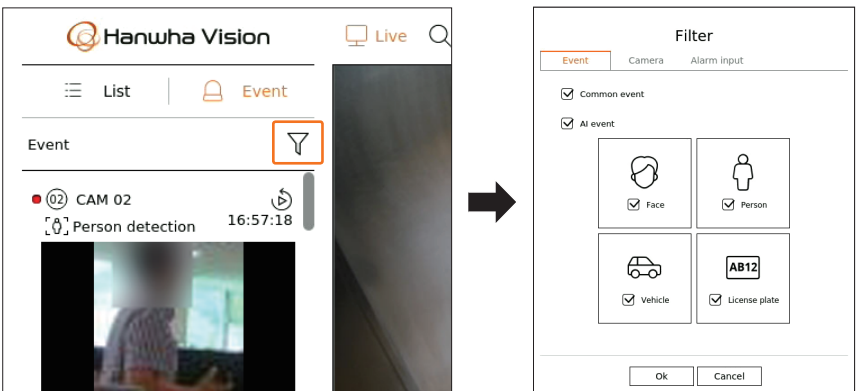 Hanwha Vision
Live
List
Event
Event
02 CAM 02
Person detection
16:57:18
Filter
Event Camera Alarm input
Common event
AI event
Face
Person
AB12
Vehicle
License plate
Ok Cancel